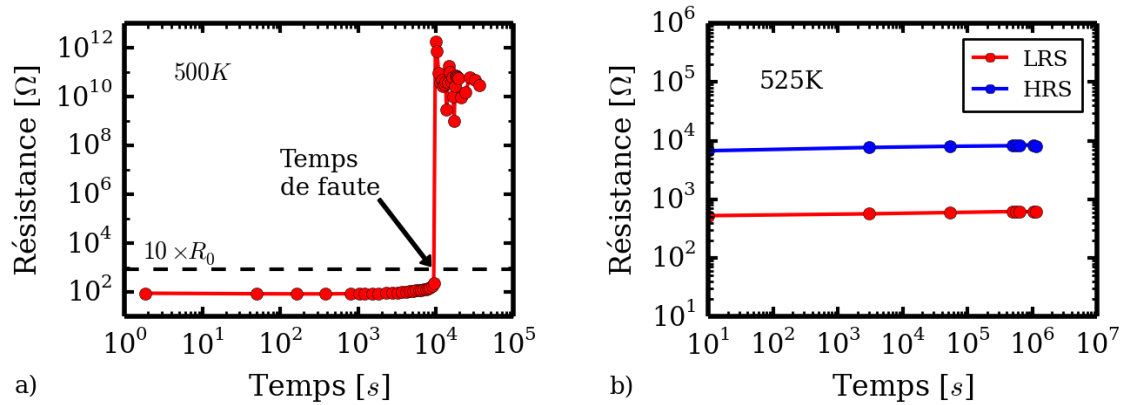 10^12
10^10
10^8
10^6
10^4
10^2
Résistance [Ω]
500K
Temps
de faute
10 × R_0
10^0 10^1 10^2 10^3 10^4 10^5
Temps [s]
a)
10^6
10^5
10^4
10^3
10^2
10^1
Résistance [Ω]
525K
LRS
HRS
10^1 10^2 10^3 10^4 10^5 10^6 10^7
Temps [s]
b)